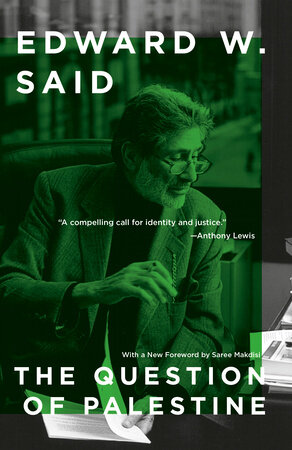 EDWARD W.
SAID
“A compelling call for identity and justice.”
—Anthony Lewis
With a New Foreword by Saree Makdisi
THE QUESTION
OF PALESTINE